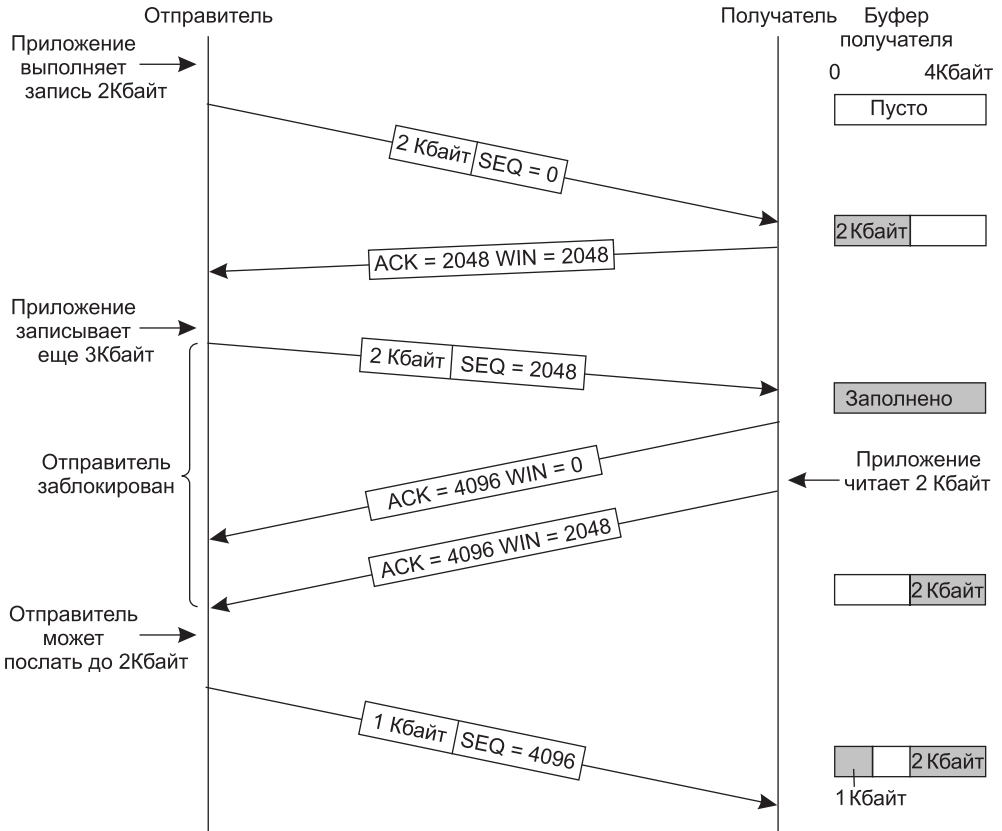 Отправитель
Получатель
Буфер
получателя
0
4Кбайт
Приложение
выполняет
запись 2Кбайт
Пусто
2 Кбайт
SEQ = 0
2 Кбайт
ACK = 2048 WIN = 2048
Приложение
записывает
еще 3Кбайт
2 Кбайт
SEQ = 2048
Заполнено
Отправитель
заблокирован
ACK = 4096 WIN = 0
Приложение
читает 2 Кбайт
ACK = 4096 WIN = 2048
2 Кбайт
Отправитель
может
послать до 2Кбайт
1 Кбайт
SEQ = 4096
2 Кбайт
1 Кбайт